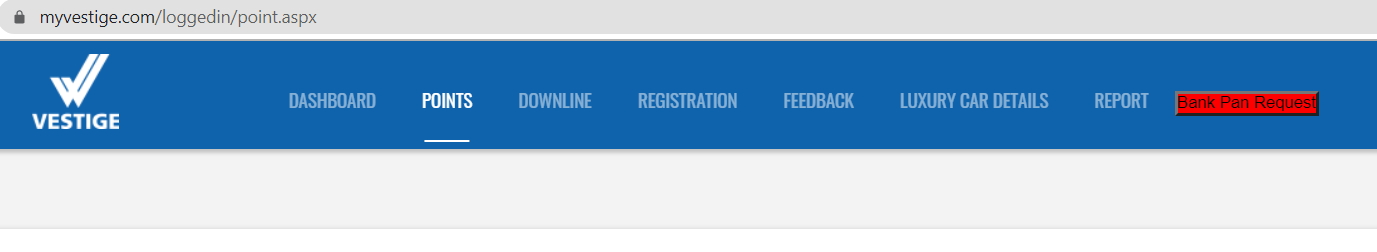 myvestige.com/loggedin/point.aspx
VESTIGE
DASHBOARD POINTS DOWNLINE REGISTRATION FEEDBACK LUXURY CAR DETAILS REPORT Bank Pan Request